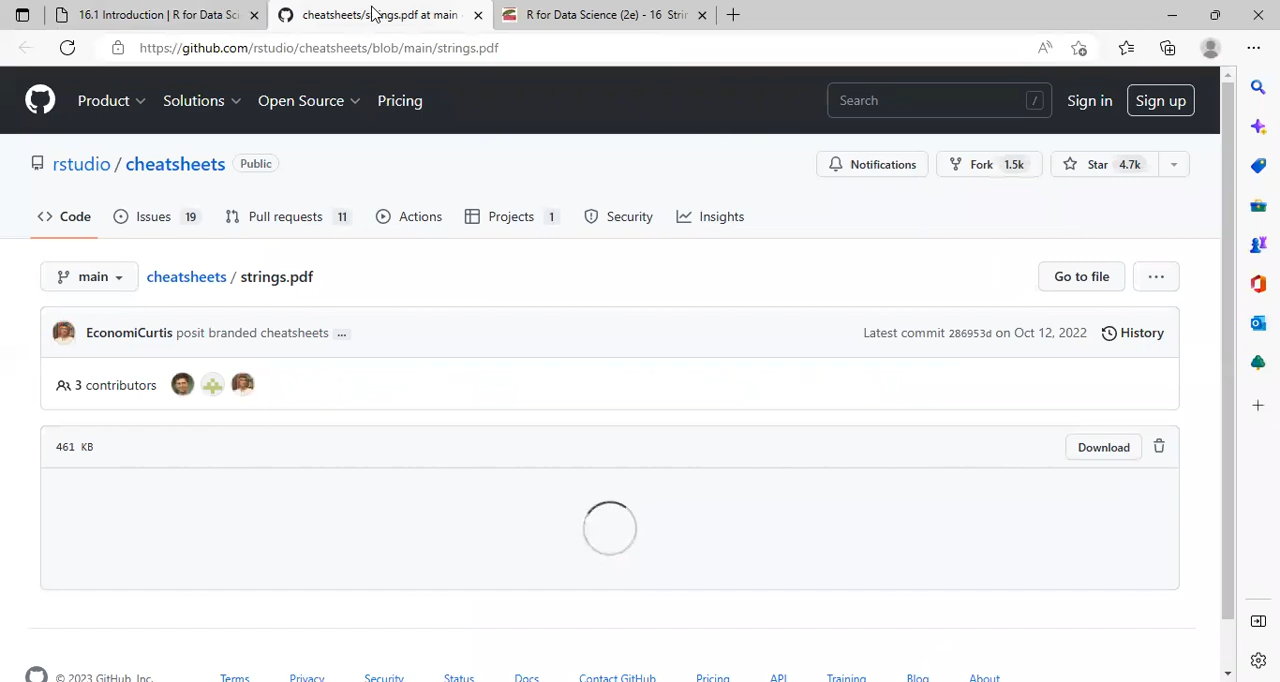 16.1 Introduction | R for Data Sc
cheatsheets/strings.pdf at main
R for Data Science (2e) - 16 Stri
https://github.com/rstudio/cheatsheets/blob/main/strings.pdf
Product
Solutions
Open Source
Pricing
Search
/
Sign in
Sign up
rstudio / cheatsheets
Public
Notifications
Fork 1.5k
Star 4.7k
Code
Issues 19
Pull requests 11
Actions
Projects 1
Security
Insights
main
cheatsheets / strings.pdf
Go to file
...
EconomiCurtis posit branded cheatsheets ...
Latest commit 286953d on Oct 12, 2022
History
3 contributors
461 KB
Download
© 2023 GitHub, Inc.
Terms
Privacy
Security
Status
Docs
Contact GitHub
Pricing
API
Training
Blog
About